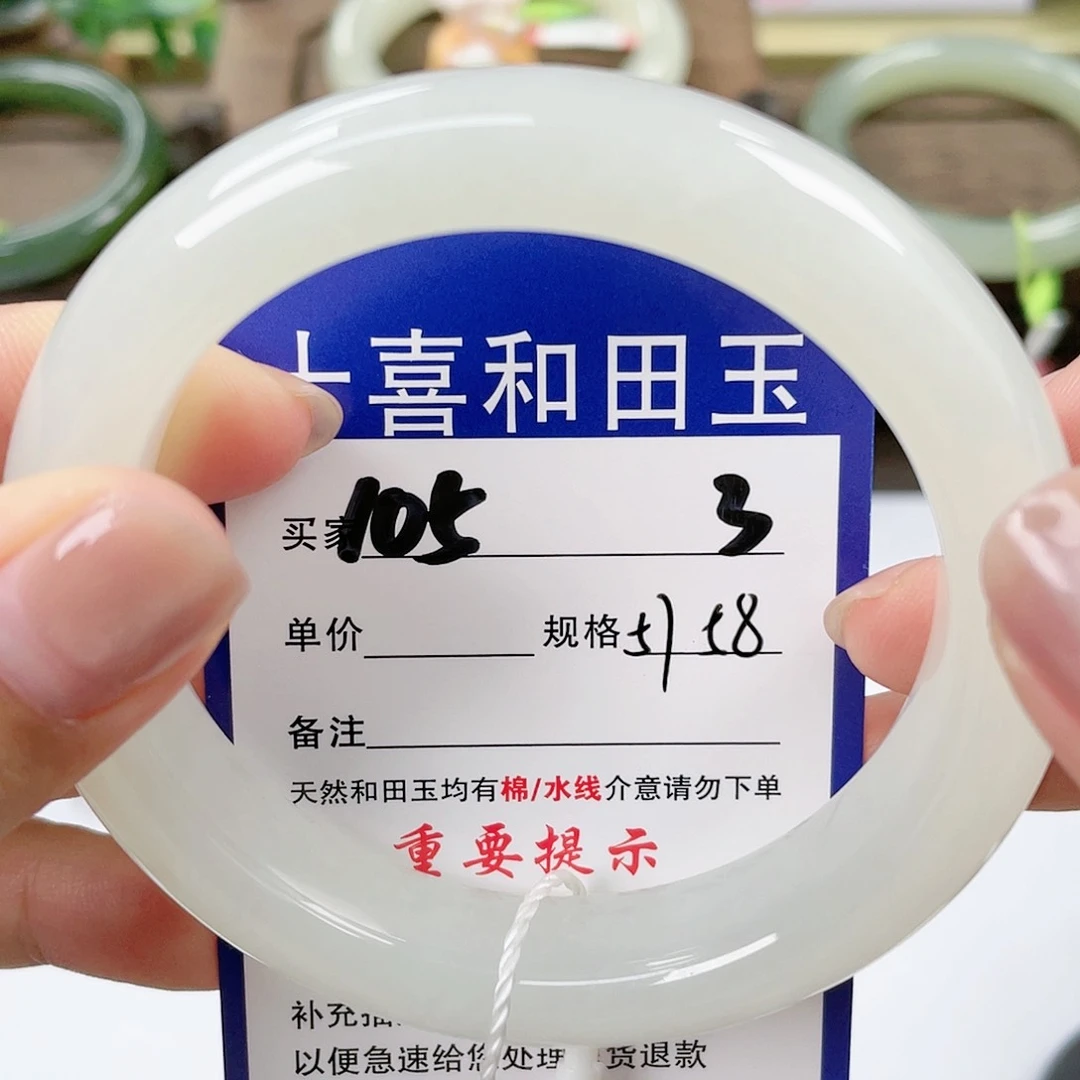 喜和田玉
买家105 3
单价 规格 58
备注
天然和田玉均有棉/水线介意请勿下单
重要提示
补充
以便急速给您处理 货退款